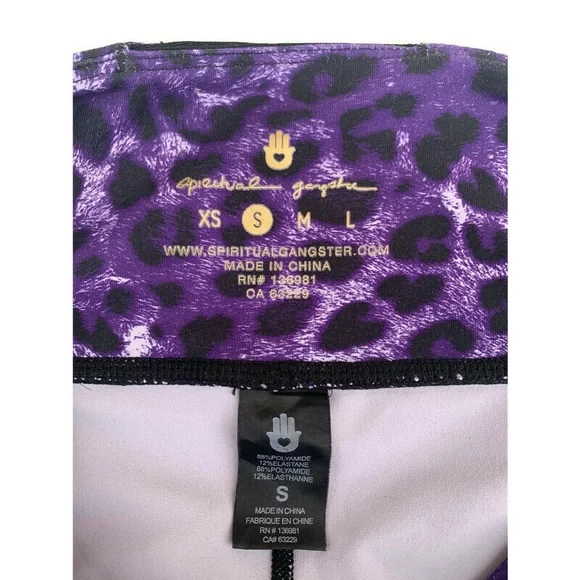 spiritual gangster
XS S M L
WWW.SPIRITUALGANGSTER.COM
MADE IN CHINA
RN# 136981
CA 63229
88%POLYAMIDE
12%ELASTANE
88%POLYAMIDE
12%ELASTHANNE
S
MADE IN CHINA
FABRIQUE EN CHINE
RN # 136981
CA# 63229